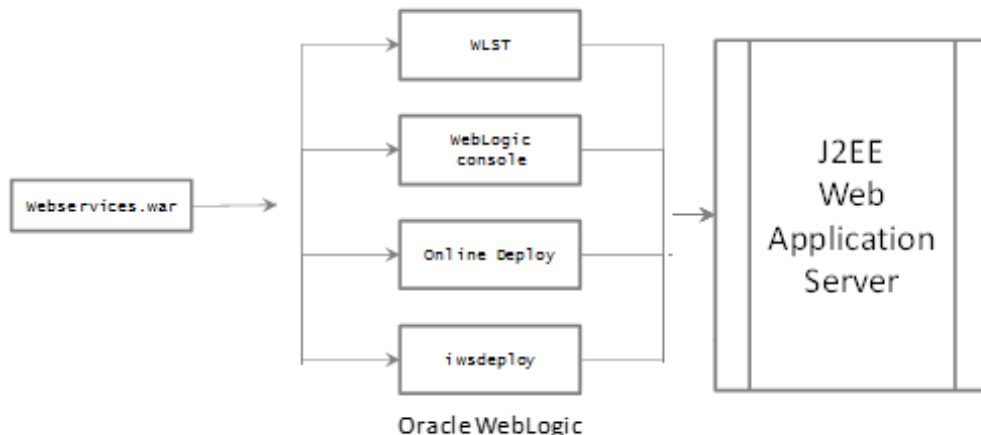 WLST
WebLogic
console
Webservices.war
Online Deploy
iwsdeploy
Oracle WebLogic
J2EE
Web
Application
Server